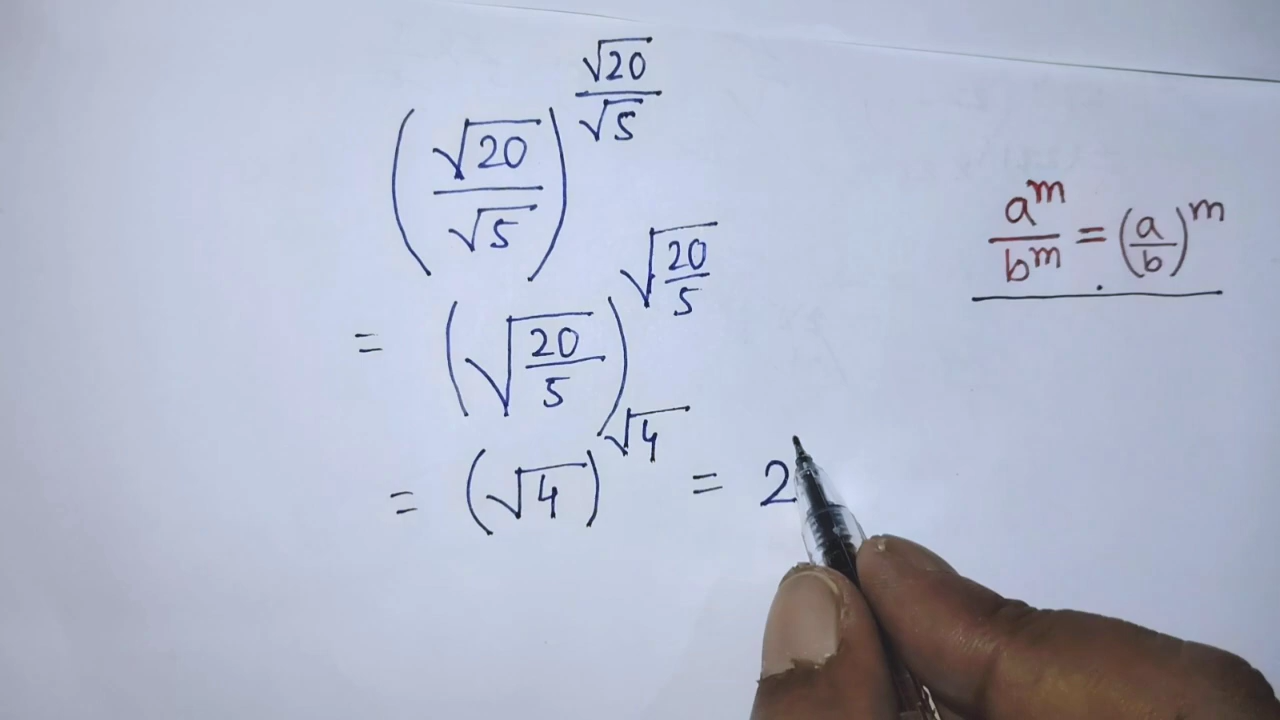 (√20/√5)^(√20/√5)
a^m/b^m = (a/b)^m
= (√(20/5))^√(20/5)
= (√4)^√4 = 2